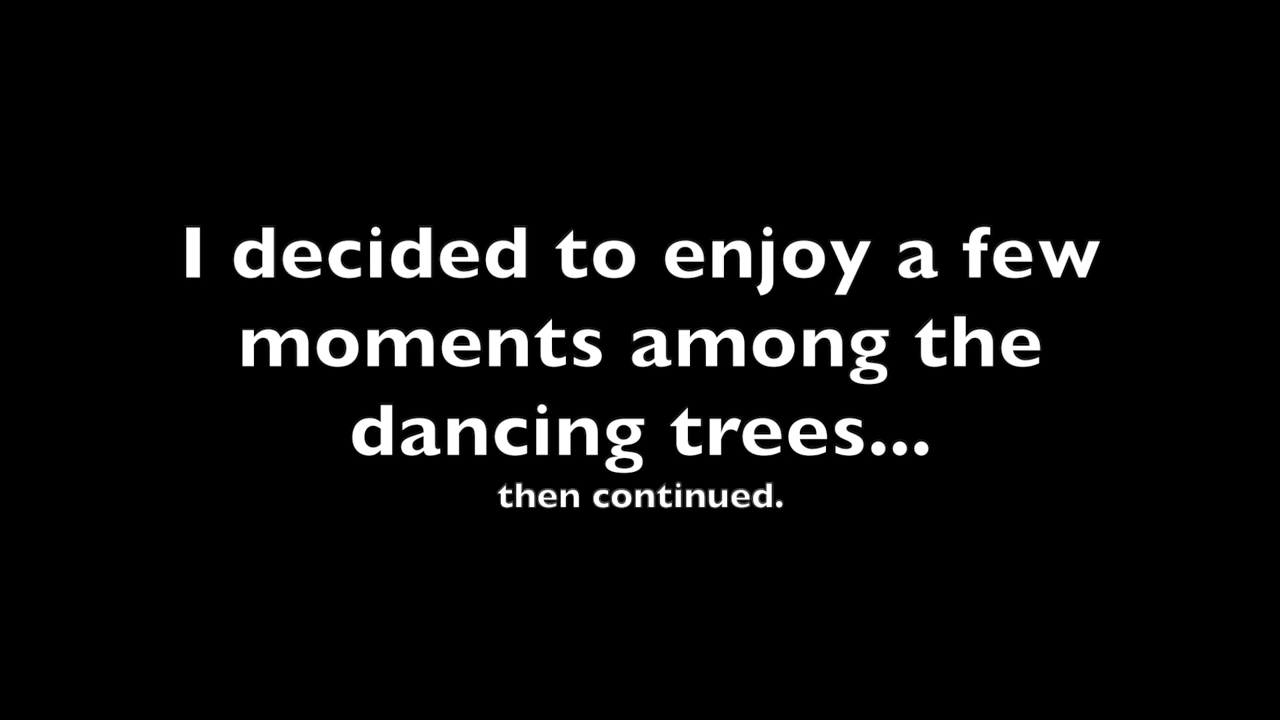 I decided to enjoy a few
moments among the
dancing trees...
then continued.